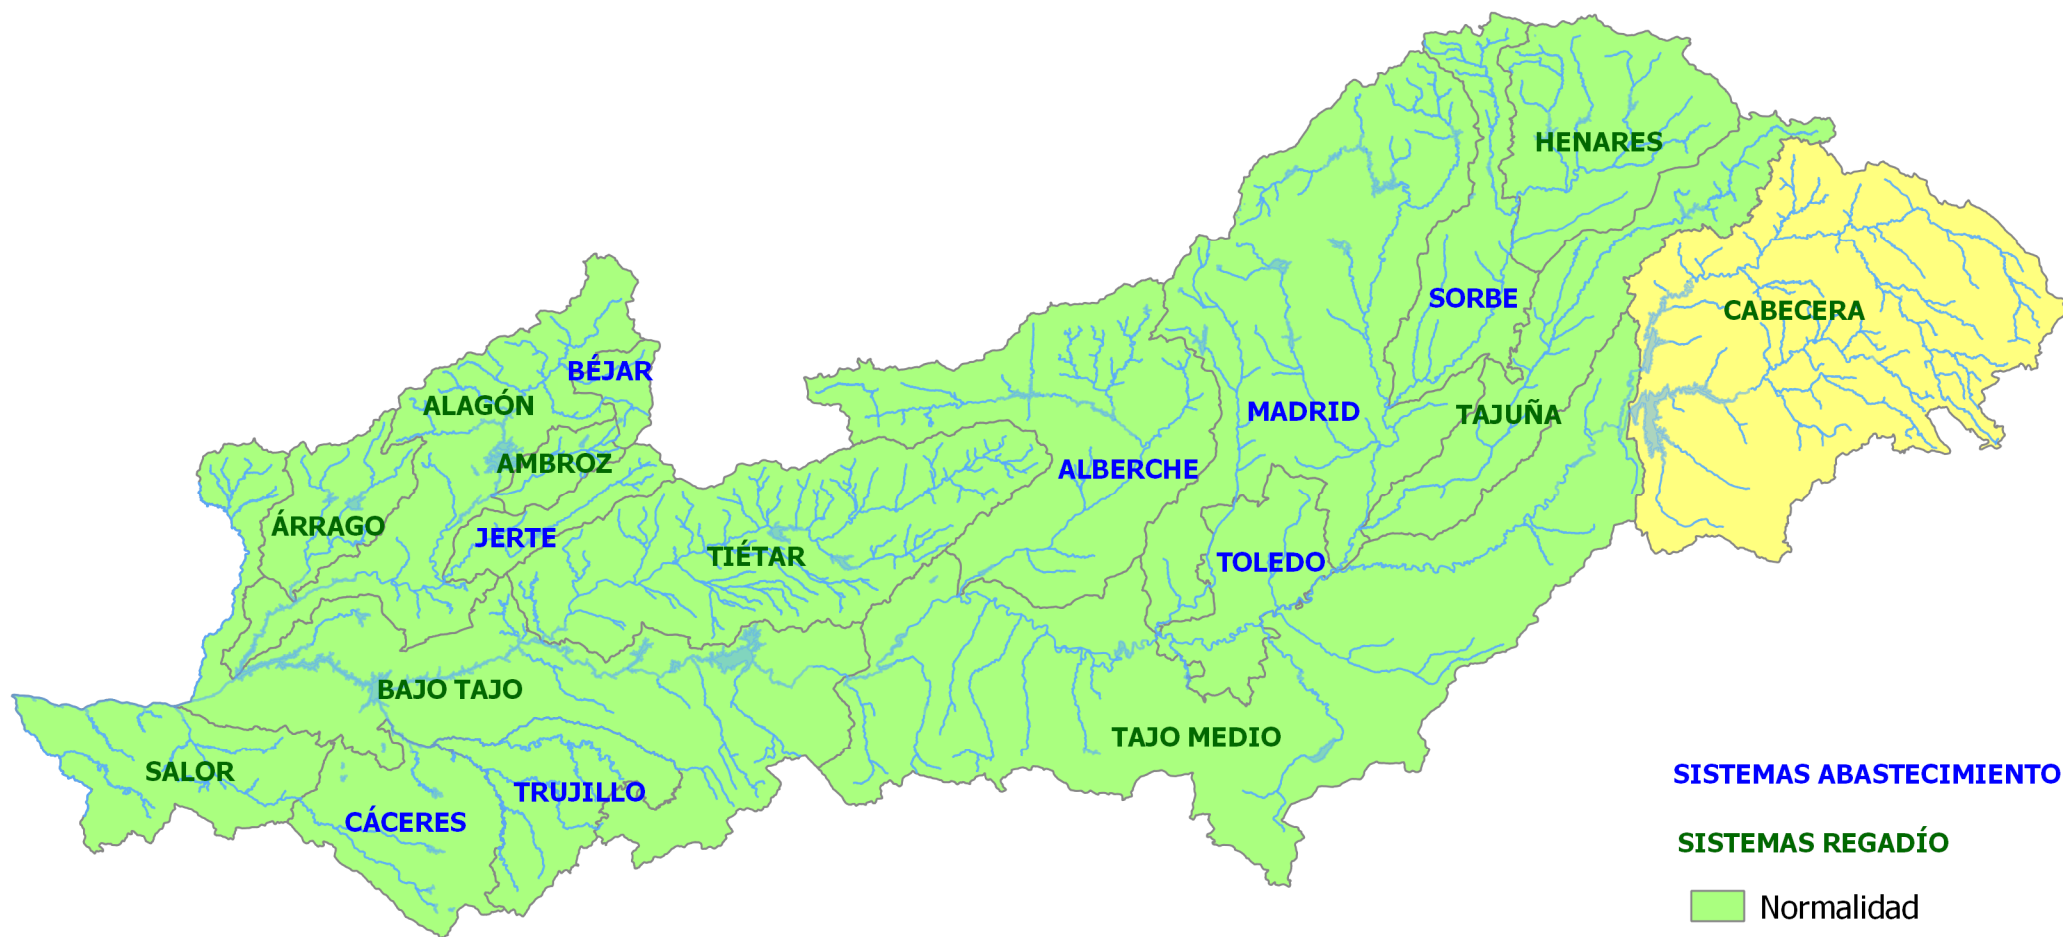 HENARES
SORBE
CABECERA
BÉJAR
ALAGÓN
MADRID
TAJUÑA
AMBROZ
ALBERCHE
ÁRRAGO
JERTE
TIÉTAR
TOLEDO
BAJO TAJO
TAJO MEDIO
SALOR
TRUJILLO
CÁCERES
SISTEMAS ABASTECIMIENTO
SISTEMAS REGADÍO
Normalidad